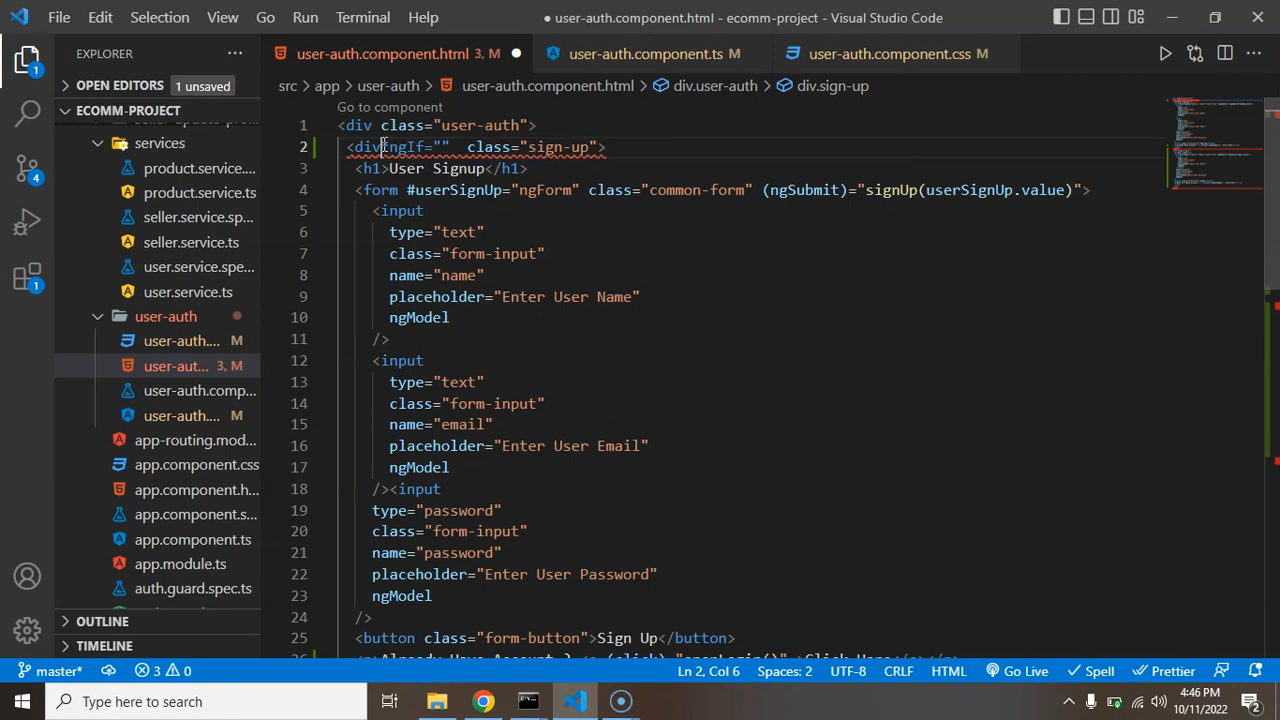 File Edit Selection View Go Run Terminal Help
● user-auth.component.html - ecomm-project - Visual Studio Code
EXPLORER
user-auth.component.html 3, M
user-auth.component.ts M
user-auth.component.css M
OPEN EDITORS 1 unsaved
src > app > user-auth > user-auth.component.html > div.user-auth > div.sign-up
ECOMM-PROJECT
services
product.service....
product.service.ts
seller.service.sp...
seller.service.ts
user.service.spe...
user.service.ts
user-auth
user-auth.... M
user-aut... 3, M
user-auth.comp...
user-auth.... M
app-routing.mod...
app.component.css
app.component.h...
app.component.s...
app.component.ts
app.module.ts
auth.guard.spec.ts
OUTLINE
TIMELINE
Go to component
1 <div class="user-auth">
2 <div ngIf=""  class="sign-up">
3 <h1>User Signup</h1>
4 <form #userSignUp="ngForm" class="common-form" (ngSubmit)="signUp(userSignUp.value)">
5 <input
6 type="text"
7 class="form-input"
8 name="name"
9 placeholder="Enter User Name"
10 ngModel
11 />
12 <input
13 type="text"
14 class="form-input"
15 name="email"
16 placeholder="Enter User Email"
17 ngModel
18 /><input
19 type="password"
20 class="form-input"
21 name="password"
22 placeholder="Enter User Password"
23 ngModel
24 />
25 <button class="form-button">Sign Up</button>
master* 3 0 Ln 2, Col 6 Spaces: 2 UTF-8 CRLF HTML Go Live Spell Prettier
Type here to search
4:46 PM
10/11/2022
1
1
2